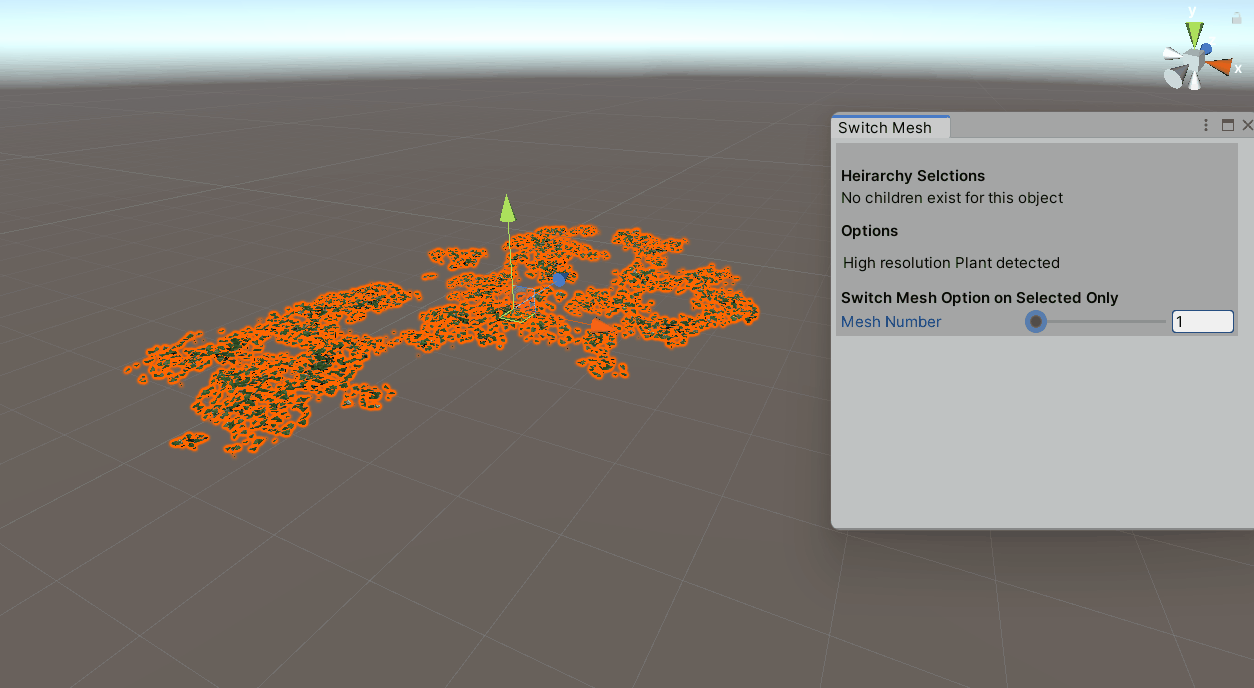 y
x
Switch Mesh
Heirarchy Selctions
No children exist for this object
Options
High resolution Plant detected
Switch Mesh Option on Selected Only
Mesh Number
1